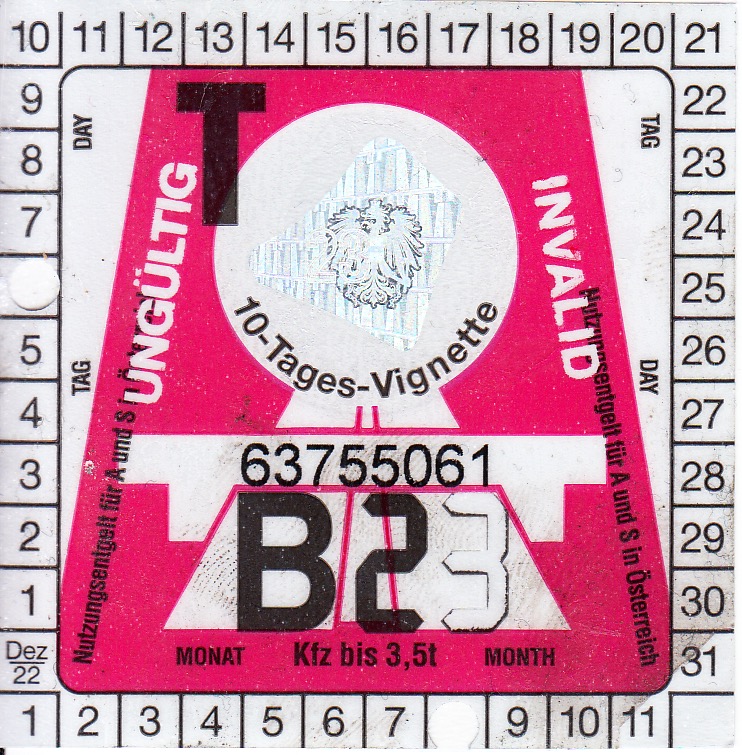 10 11 12 13 14 15 16 17 18 19 20 21
9
8
7
5
4
3
2
1
Dez
22
1 2 3 4 5 6 7 9 10 11
22
23
24
25
26
27
28
29
30
31
DAY
TAG
TAG
DAY
T
UNGÜLTIG
INVALID
10-Tages-Vignette
Nutzungsentgelt für A und S in Österreich
Nutzungsentgelt für A und S in Österreich
63755061
B23
MONAT Kfz bis 3,5t MONTH